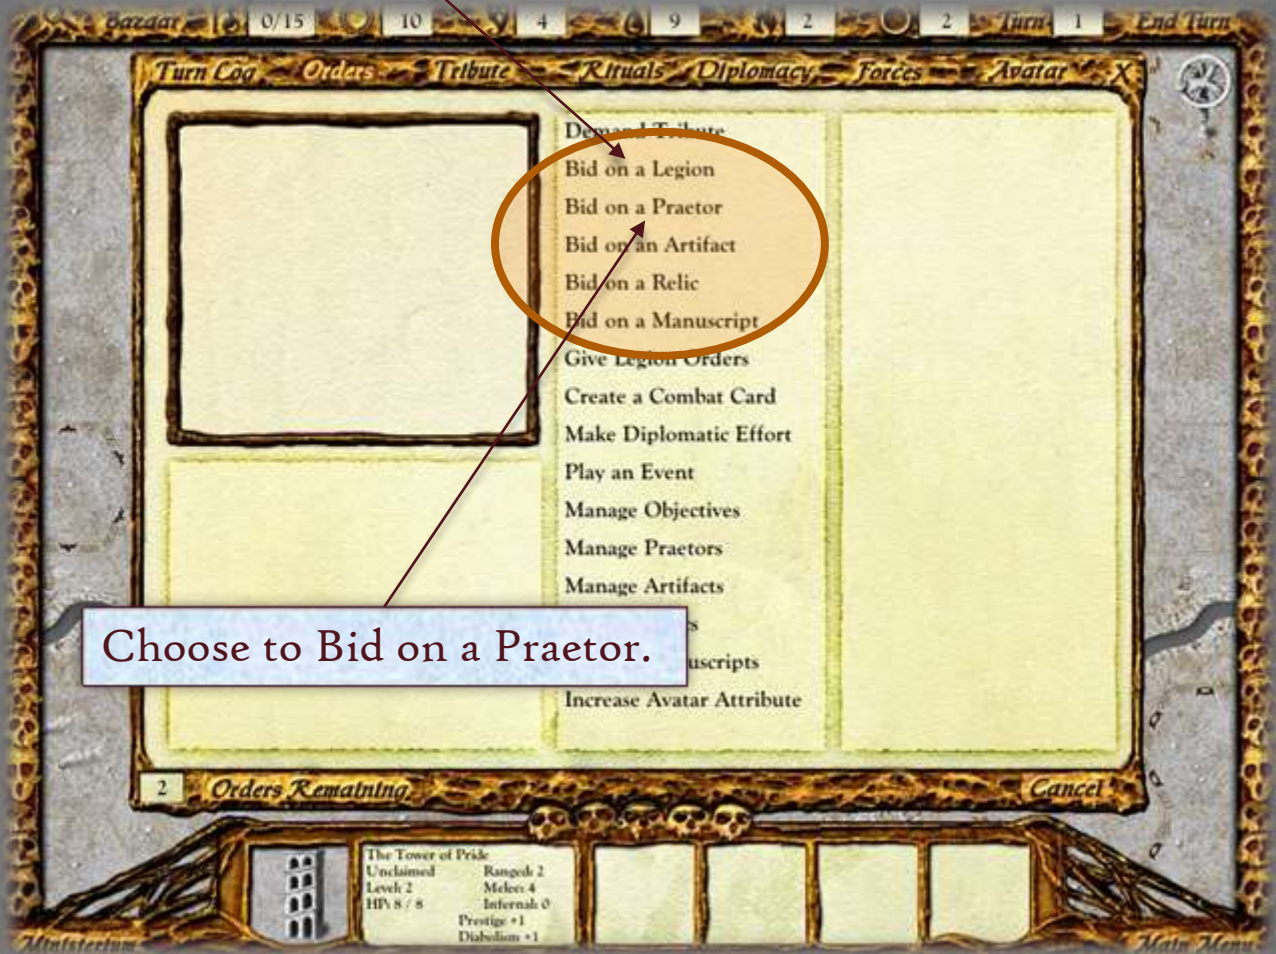 Bazaar 0/15 10 4 9 2 2 Turn 1 End Turn
Turn Log Orders Tribute Rituals Diplomacy Forces Avatar X
Demand Tribute
Bid on a Legion
Bid on a Praetor
Bid on an Artifact
Bid on a Relic
Bid on a Manuscript
Give Legion Orders
Create a Combat Card
Make Diplomatic Effort
Play an Event
Manage Objectives
Manage Praetors
Manage Artifacts
Choose to Bid on a Praetor.
Increase Avatar Attribute
2 Orders Remaining Cancel
The Tower of Pride
Unclaimed Ranged: 2
Level: 2 Melee: 4
HP: 8 / 8 Infernal: 0
Prestige +1
Diabolism +1
Ministerium Main Menu